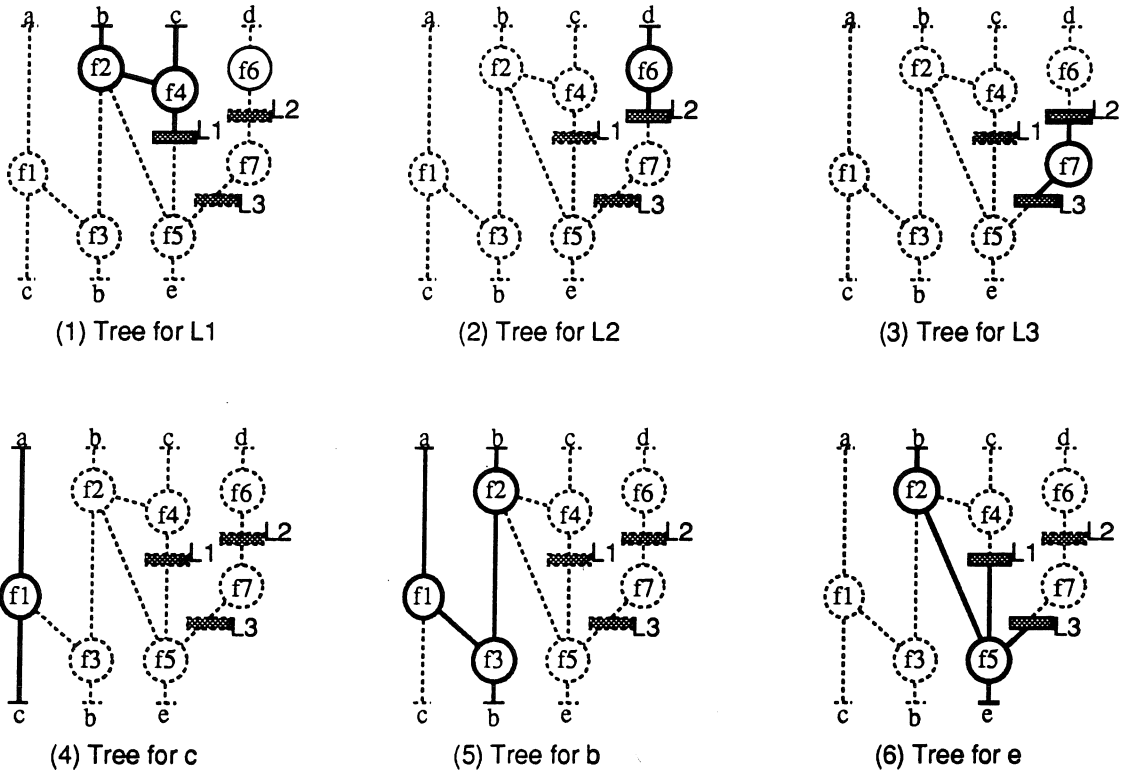 a b c d
f2 f4 f6
L2
L1
f1 f7
L3
f3 f5
c b e
(1) Tree for L1
a b c d
f2 f4 f6
L2
L1
f1 f7
L3
f3 f5
c b e
(2) Tree for L2
a b c d
f2 f4 f6
L2
L1
f1 f7
L3
f3 f5
c b e
(3) Tree for L3
a b c d
f2 f4 f6
L2
L1
f1 f7
L3
f3 f5
c b e
(4) Tree for c
a b c d
f2 f4 f6
L2
L1
f1 f7
L3
f3 f5
c b e
(5) Tree for b
a b c d
f2 f4 f6
L2
L1
f1 f7
L3
f3 f5
c b e
(6) Tree for e